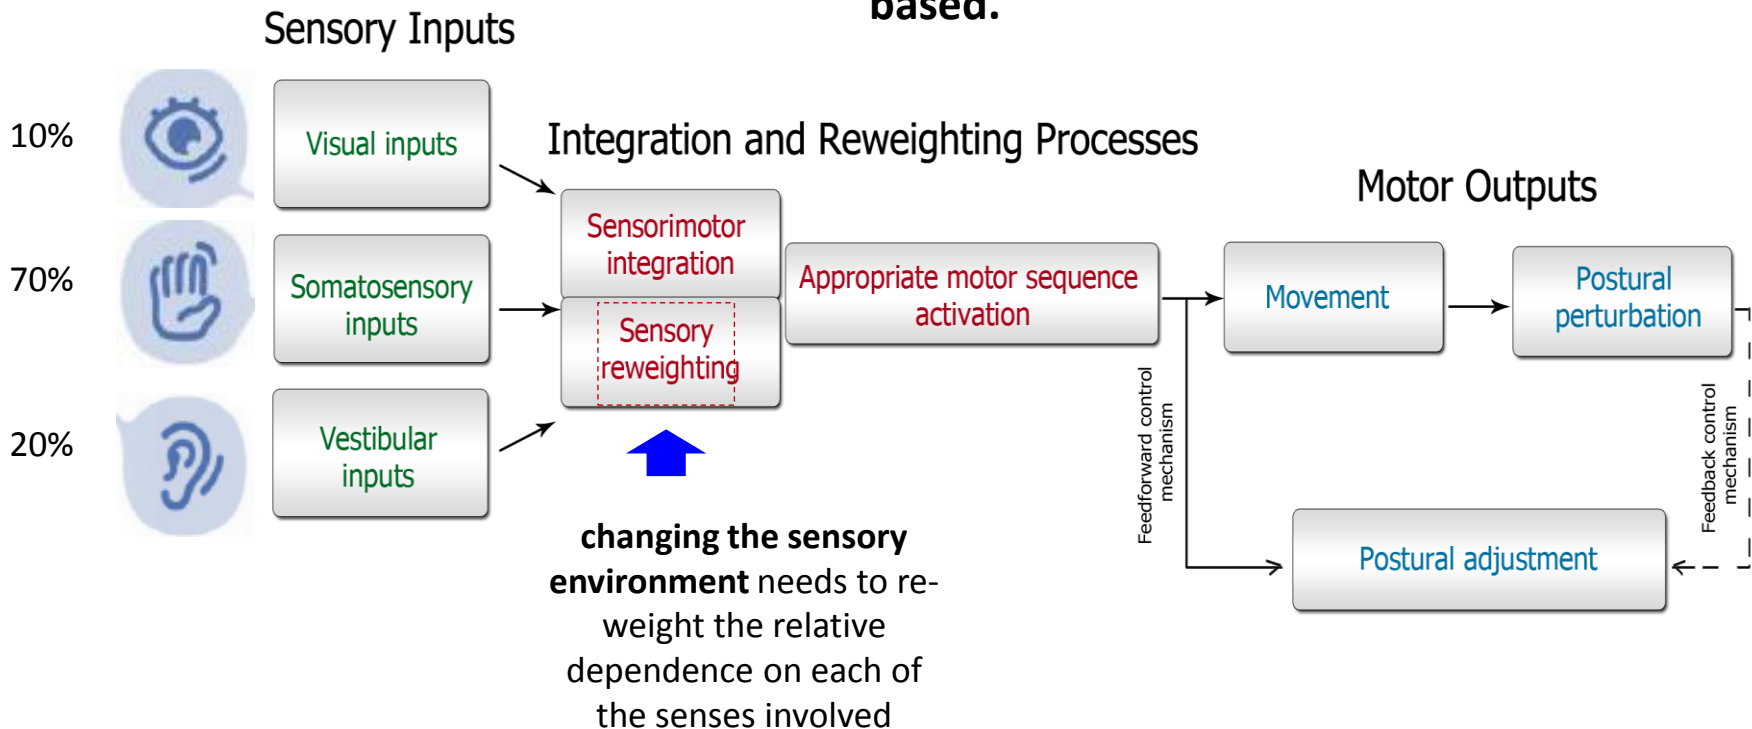 based.
Sensory Inputs
10%
Visual inputs
Integration and Reweighting Processes
Motor Outputs
70%
Somatosensory
inputs
Sensorimotor
integration
Sensory
reweighting
Appropriate motor sequence
activation
Movement
Postural
perturbation
20%
Vestibular
inputs
Feedforward control
mechanism
Feedback control
mechanism
Postural adjustment
changing the sensory
environment needs to re-
weight the relative
dependence on each of
the senses involved